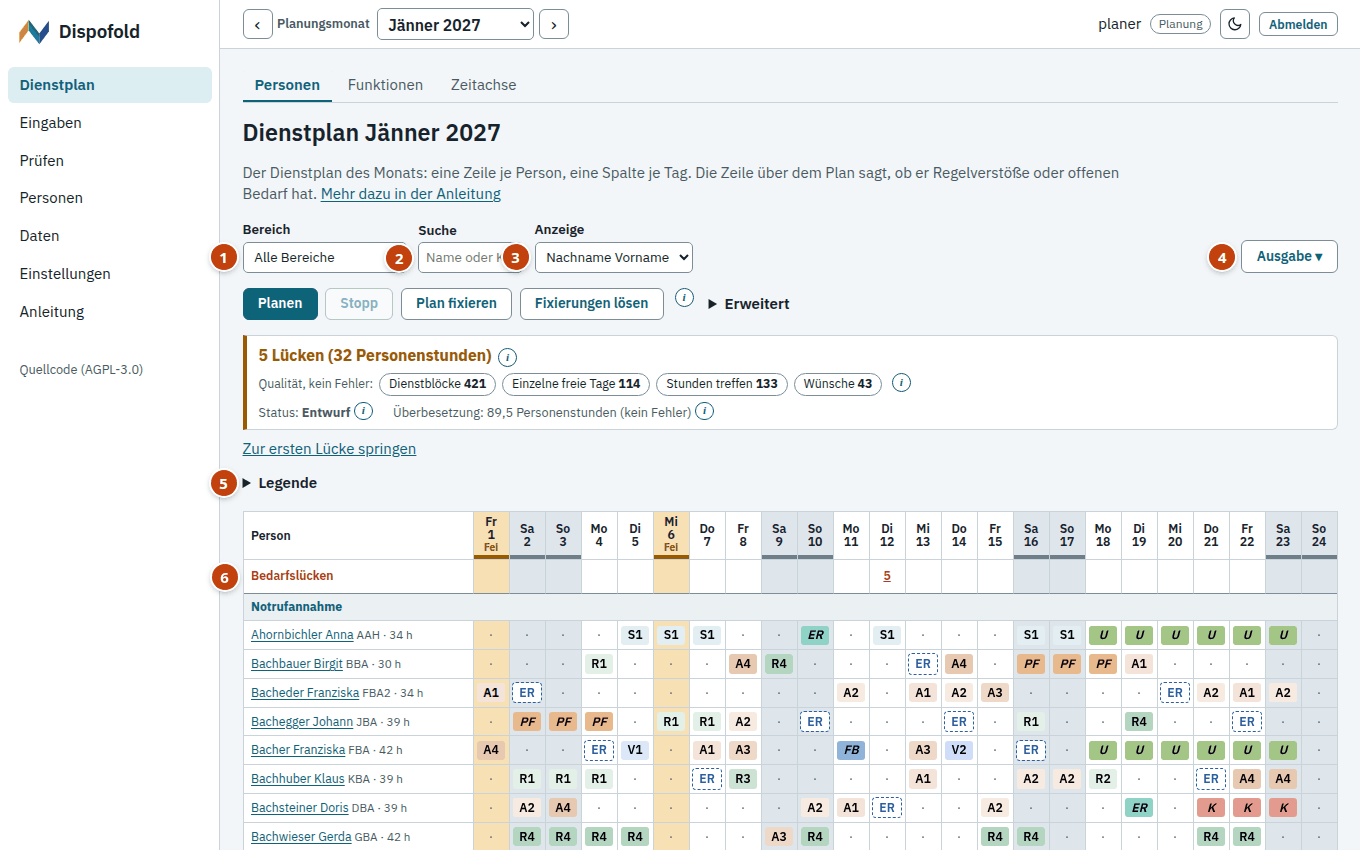 Dispofold
‹ Planungsmonat Jänner 2027 ›
planer Planung Abmelden
Dienstplan
Eingaben
Prüfen
Personen
Daten
Einstellungen
Anleitung
Quellcode (AGPL-3.0)
Personen Funktionen Zeitachse
Dienstplan Jänner 2027
Der Dienstplan des Monats: eine Zeile je Person, eine Spalte je Tag. Die Zeile über dem Plan sagt, ob er Regelverstöße oder offenen
Bedarf hat. Mehr dazu in der Anleitung
Bereich Suche Anzeige
1 Alle Bereiche 2 Name oder 3 Nachname Vorname 4 Ausgabe ▾
Planen Stopp Plan fixieren Fixierungen lösen i ▶ Erweitert
5 Lücken (32 Personenstunden) i
Qualität, kein Fehler: Dienstblöcke 421 Einzelne freie Tage 114 Stunden treffen 133 Wünsche 43 i
Status: Entwurf i Überbesetzung: 89,5 Personenstunden (kein Fehler) i
Zur ersten Lücke springen
5 ▶ Legende
Person Fr 1 Fei Sa 2 So 3 Mo 4 Di 5 Mi 6 Fei Do 7 Fr 8 Sa 9 So 10 Mo 11 Di 12 Mi 13 Do 14 Fr 15 Sa 16 So 17 Mo 18 Di 19 Mi 20 Do 21 Fr 22 Sa 23 So 24
6 Bedarfslücken 5
Notrufannahme
Ahornbichler Anna AAH · 34 h · · · · S1 S1 S1 · · ER · S1 · · · S1 S1 U U U U U U ·
Bachbauer Birgit BBA · 30 h · · · R1 · · · A4 R4 · · · ER A4 · PF PF PF A1 · · · · ·
Bacheder Franziska FBA2 · 34 h A1 ER · · · · · · · · A2 · A1 A2 A3 · · · · ER A2 A1 A2 ·
Bachegger Johann JBA · 39 h · PF PF PF · R1 R1 A2 · ER · · · ER · R1 · · R4 · · ER · ·
Bacher Franziska FBA · 42 h A4 · · ER V1 · A1 A3 · · FB · A3 V2 · ER · U U U U U U ·
Bachhuber Klaus KBA · 39 h · R1 R1 R1 · · ER R3 · · · · A1 · · A2 A2 R2 · · ER A4 A4 ·
Bachsteiner Doris DBA · 39 h · A2 A4 · · · · · · A2 A1 ER · · A2 · · · ER · K K K ·
Bachwieser Gerda GBA · 42 h · R4 R4 R4 R4 · · · A3 R4 · · · · R4 R4 · · · · R4 R4 · ·